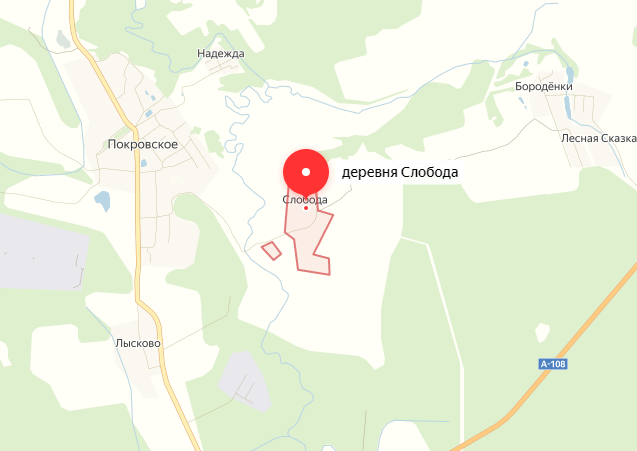 Надежда
Бородёнки
Лесная Сказка
Покровское
деревня Слобода
Слобода
Лысково
А-108